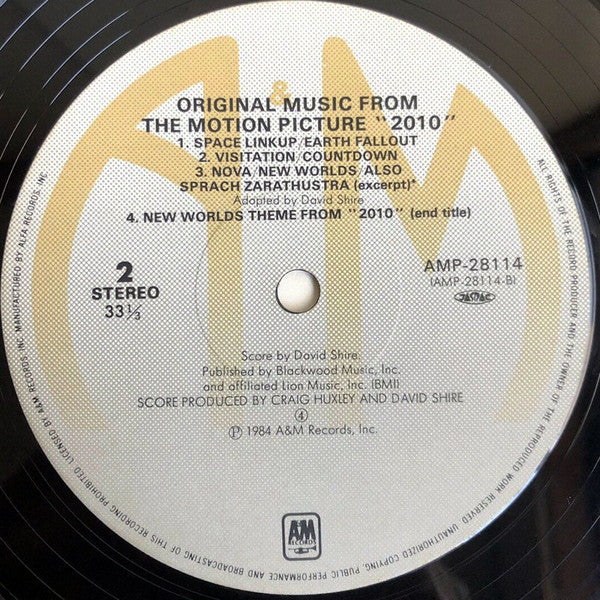 &
ORIGINAL MUSIC FROM
THE MOTION PICTURE "2010"
1. SPACE LINKUP/EARTH FALLOUT
2. VISITATION/COUNTDOWN
3. NOVA/NEW WORLDS/ALSO
SPRACH ZARATHUSTRA (excerpt)*
Adapted by David Shire
4. NEW WORLDS THEME FROM "2010" (end title)
2
STEREO
33⅓
AMP-28114
(AMP-28114-B)
Score by David Shire.
Published by Blackwood Music, Inc.
and affiliated Lion Music, Inc. (BMI)
SCORE PRODUCED BY CRAIG HUXLEY AND DAVID SHIRE
④
℗ 1984 A&M Records, Inc.
A&M
RECORDS
MANUFACTURED BY ALFA RECORDS INC. ALL RIGHTS OF THE RECORD PRODUCER AND THE OWNER OF THE REPRODUCED WORK RESERVED UNAUTHORIZED COPYING PUBLIC PERFORMANCE AND BROADCASTING OF THIS RECORDING PROHIBITED LICENSED BY A&M RECORDS INC.